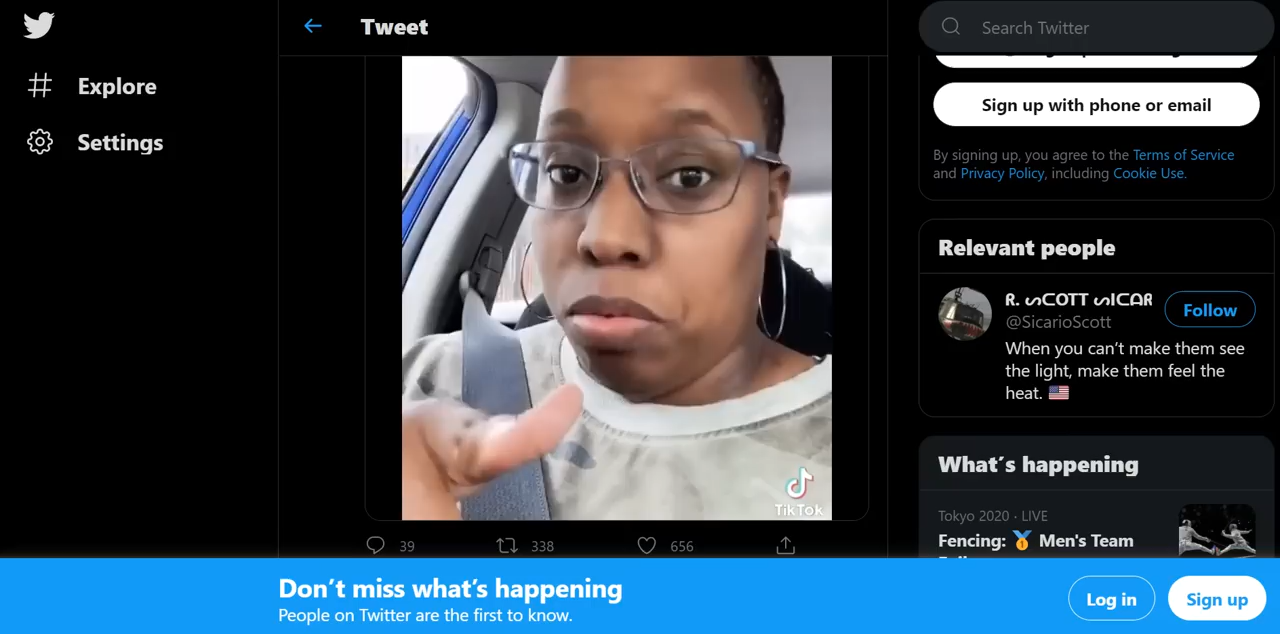 Tweet
Search Twitter
Explore
Settings
Sign up with phone or email
By signing up, you agree to the Terms of Service
and Privacy Policy, including Cookie Use.
Relevant people
R. ᔕCOTT ᔕICAR
@SicarioScott
Follow
When you can't make them see
the light, make them feel the
heat.
What's happening
Tokyo 2020 · LIVE
Fencing: 🥇 Men's Team
TikTok
39
338
656
Don't miss what's happening
People on Twitter are the first to know.
Log in
Sign up